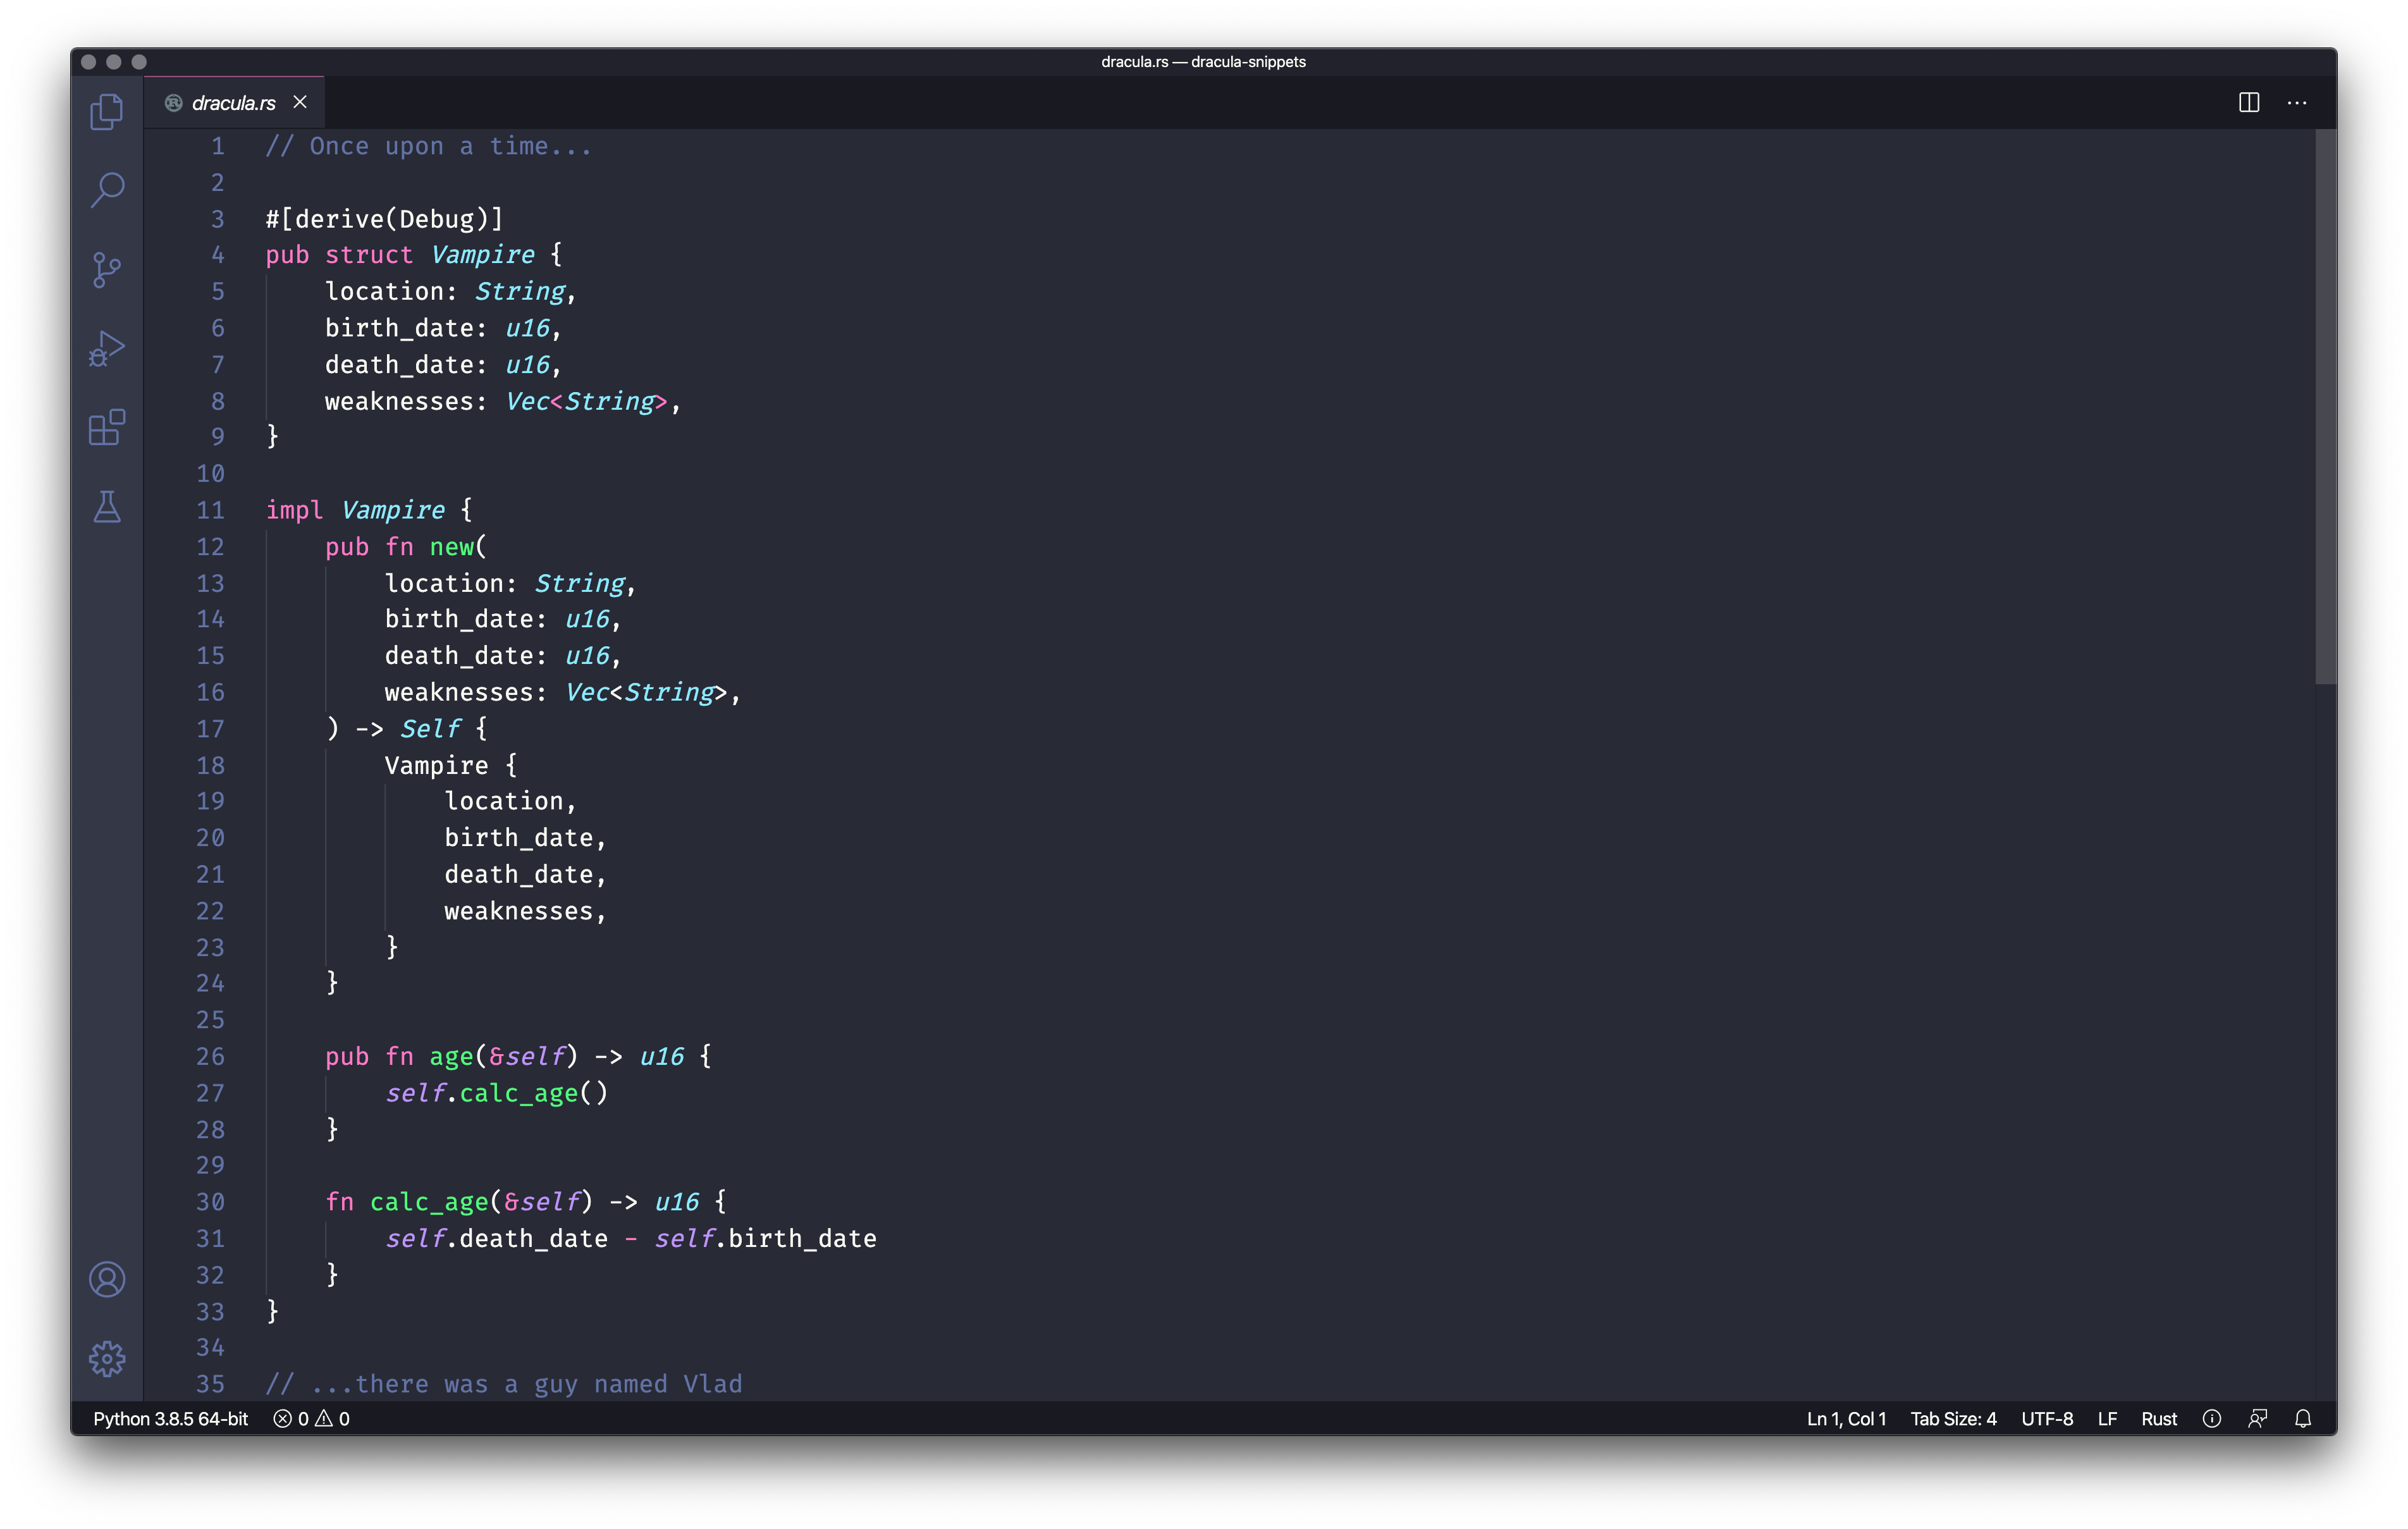 dracula.rs — dracula-snippets
dracula.rs
1 // Once upon a time...
2
3 #[derive(Debug)]
4 pub struct Vampire {
5     location: String,
6     birth_date: u16,
7     death_date: u16,
8     weaknesses: Vec<String>,
9 }
10
11 impl Vampire {
12     pub fn new(
13         location: String,
14         birth_date: u16,
15         death_date: u16,
16         weaknesses: Vec<String>,
17     ) -> Self {
18         Vampire {
19             location,
20             birth_date,
21             death_date,
22             weaknesses,
23         }
24     }
25
26     pub fn age(&self) -> u16 {
27         self.calc_age()
28     }
29
30     fn calc_age(&self) -> u16 {
31         self.death_date - self.birth_date
32     }
33 }
34
35 // ...there was a guy named Vlad
Python 3.8.5 64-bit 0 0 Ln 1, Col 1 Tab Size: 4 UTF-8 LF Rust